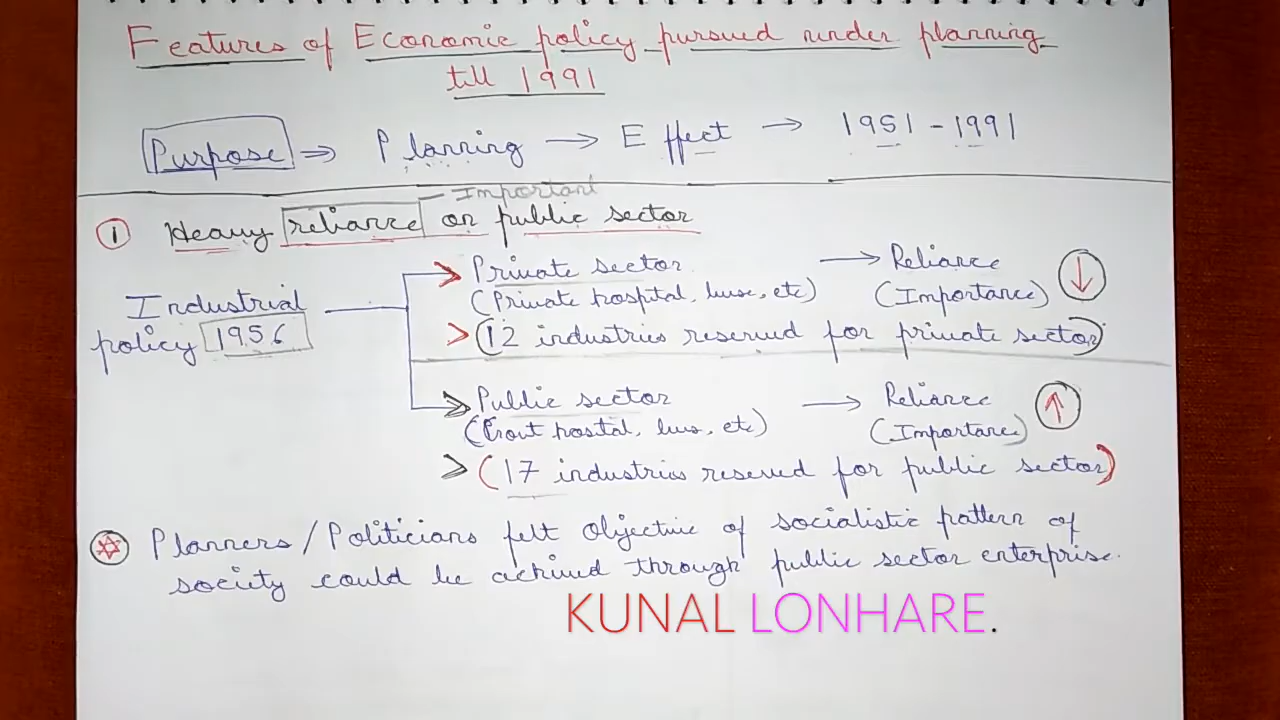 Features of Economic policy pursued under planning
till 1991
Purpose ⇒ Planning → Effect → 1951 - 1991
Important
① Heavy reliance on public sector
Private sector → Reliance
(Private hospital, buse, etc) (Importance) ↓
Industrial
policy 1956
> (12 industries reserved for private sector)
Public sector → Reliance
(Govt hostal, bus, etc) (Importance) ↑
> (17 industries reserved for public sector)
Planners / Politicians felt objective of socialistic pattern of
society could be achived through public sector enterprise.
KUNAL LONHARE.